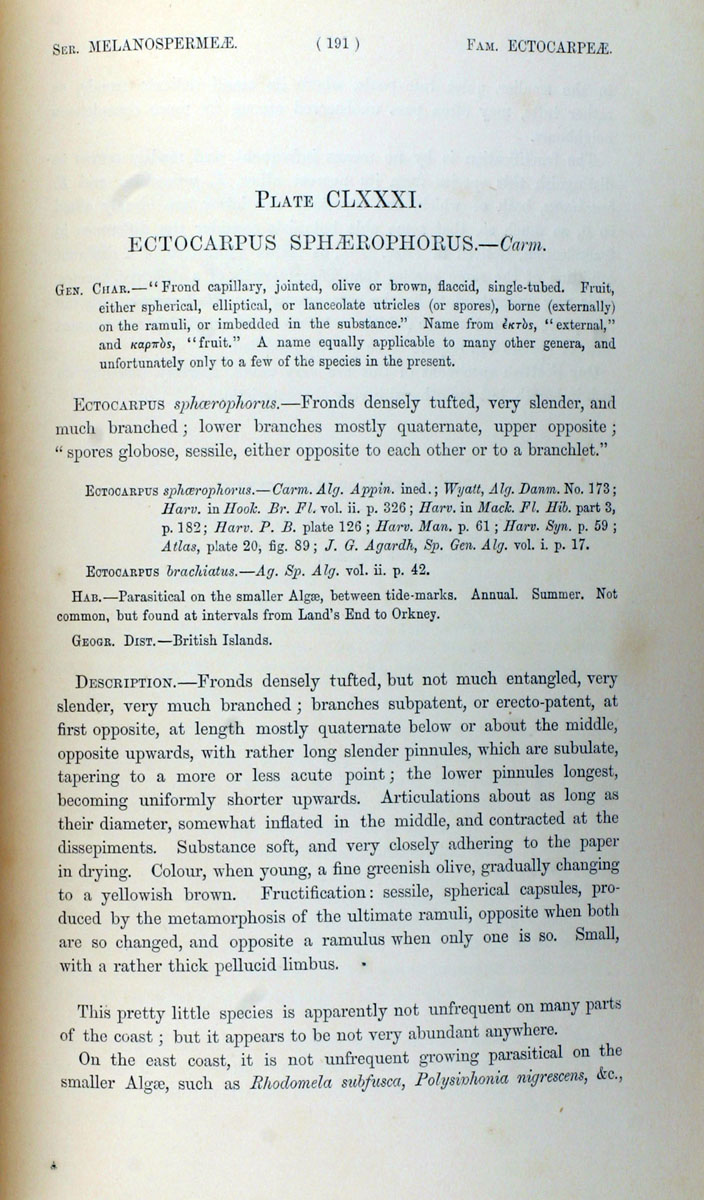 Ser. MELANOSPERMEÆ. ( 191 ) Fam. ECTOCARPEÆ.
Plate CLXXXI.
ECTOCARPUS SPHÆROPHORUS.—Carm.
Gen. Char.—“Frond capillary, jointed, olive or brown, flaccid, single-tubed. Fruit,
either spherical, elliptical, or lanceolate utricles (or spores), borne (externally)
on the ramuli, or imbedded in the substance.” Name from ἐκτὸς, “external,”
and καρπὸς, “fruit.” A name equally applicable to many other genera, and
unfortunately only to a few of the species in the present.
Ectocarpus sphærophorus.—Fronds densely tufted, very slender, and
much branched; lower branches mostly quaternate, upper opposite;
“spores globose, sessile, either opposite to each other or to a branchlet.”
Ectocarpus sphærophorus.—Carm. Alg. Appin. ined.; Wyatt, Alg. Danm. No. 173;
Harv. in Hook. Br. Fl. vol. ii. p. 326; Harv. in Mack. Fl. Hib. part 3,
p. 182; Harv. P. B. plate 126; Harv. Man. p. 61; Harv. Syn. p. 59;
Atlas, plate 20, fig. 89; J. G. Agardh, Sp. Gen. Alg. vol. i. p. 17.
Ectocarpus brachiatus.—Ag. Sp. Alg. vol. ii. p. 42.
Hab.—Parasitical on the smaller Algæ, between tide-marks. Annual. Summer. Not
common, but found at intervals from Land's End to Orkney.
Geogr. Dist.—British Islands.
Description.—Fronds densely tufted, but not much entangled, very
slender, very much branched; branches subpatent, or erecto-patent, at
first opposite, at length mostly quaternate below or about the middle,
opposite upwards, with rather long slender pinnules, which are subulate,
tapering to a more or less acute point; the lower pinnules longest,
becoming uniformly shorter upwards. Articulations about as long as
their diameter, somewhat inflated in the middle, and contracted at the
dissepiments. Substance soft, and very closely adhering to the paper
in drying. Colour, when young, a fine greenish olive, gradually changing
to a yellowish brown. Fructification: sessile, spherical capsules, pro-
duced by the metamorphosis of the ultimate ramuli, opposite when both
are so changed, and opposite a ramulus when only one is so. Small,
with a rather thick pellucid limbus.
This pretty little species is apparently not unfrequent on many parts
of the coast; but it appears to be not very abundant anywhere.
On the east coast, it is not unfrequent growing parasitical on the
smaller Algæ, such as Rhodomela subfusca, Polysiphonia nigrescens, &c.,